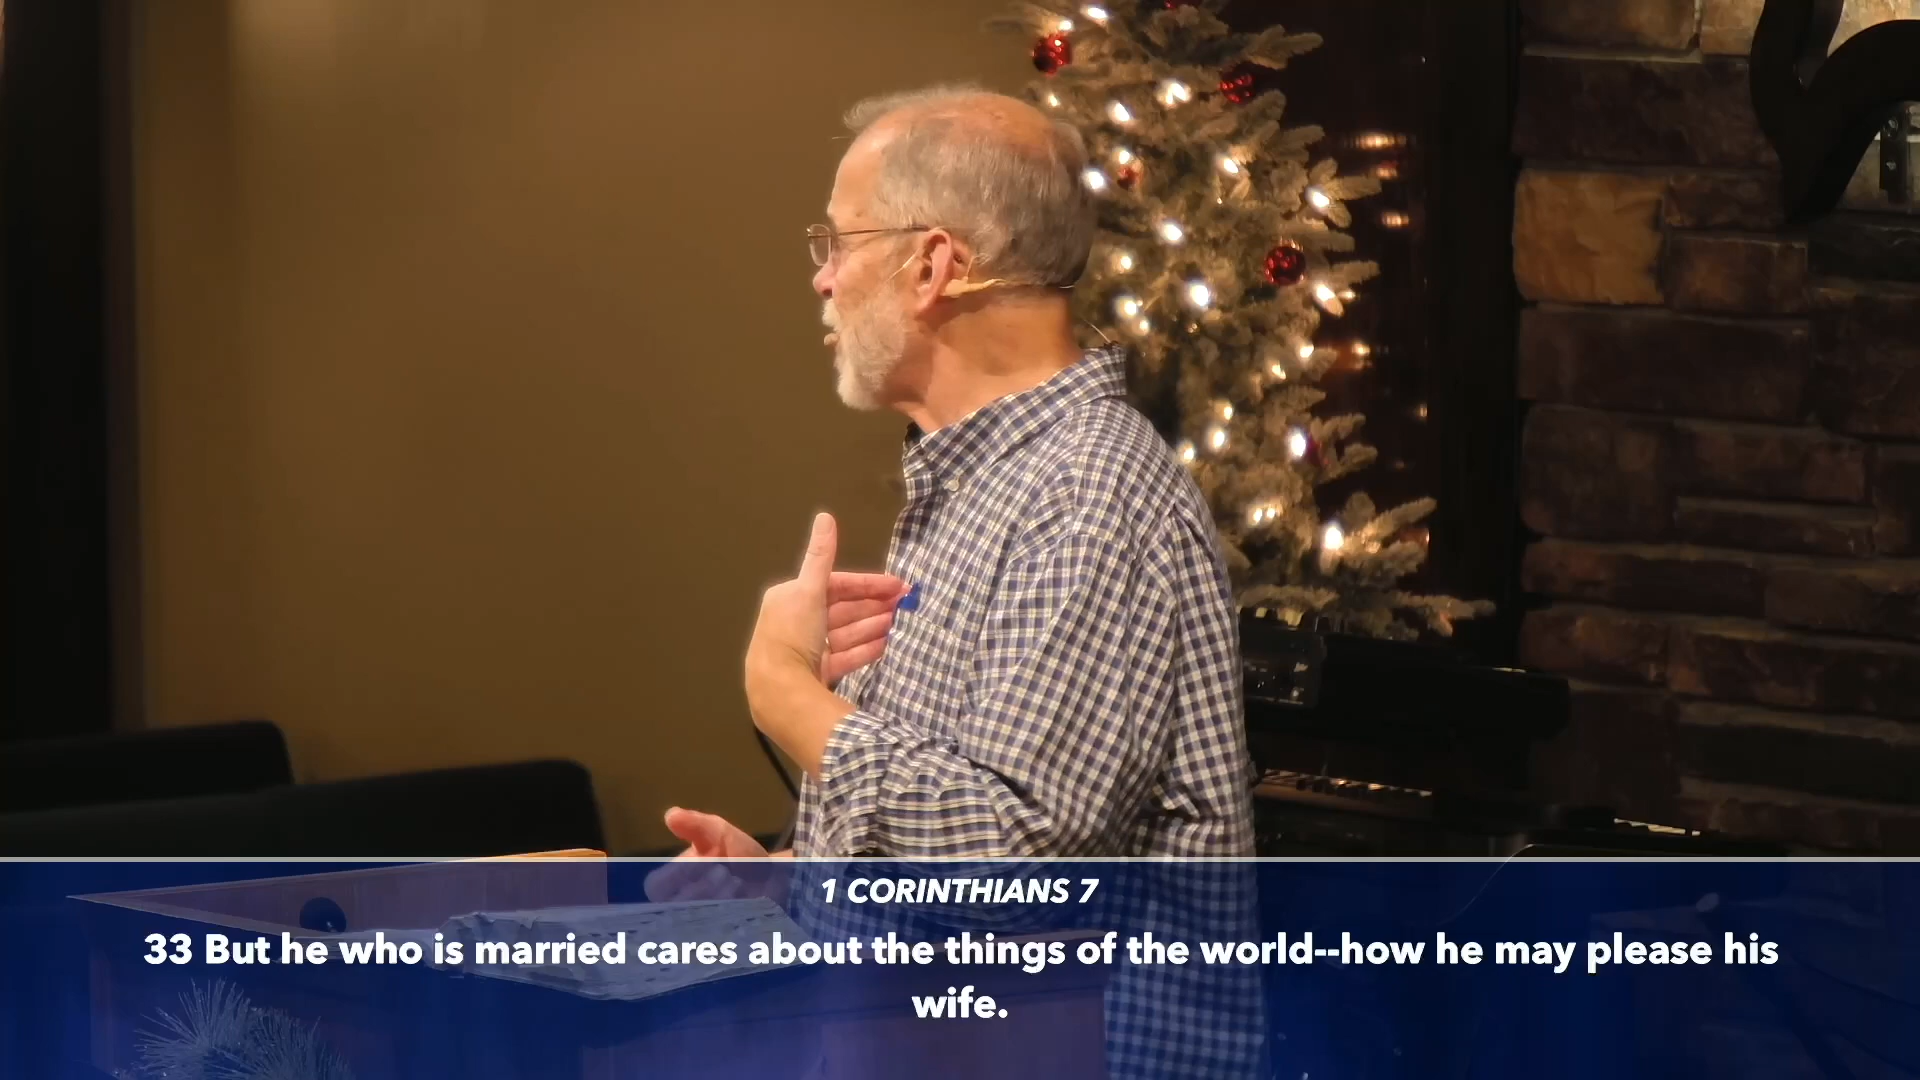 1 CORINTHIANS 7
33 But he who is married cares about the things of the world--how he may please his
wife.